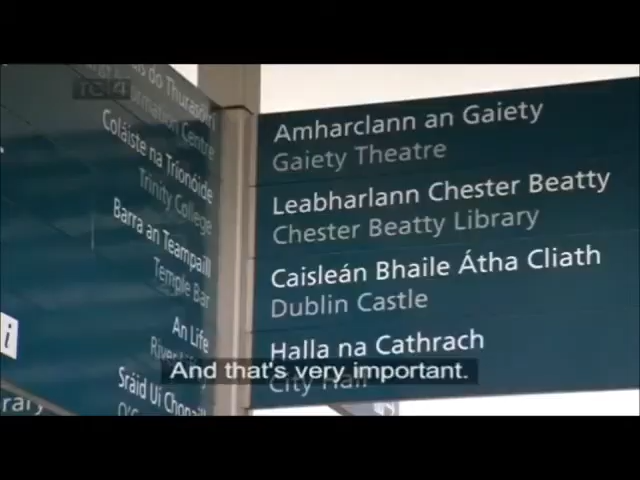 TG4
Coláiste na Tríonóide
Trinity College
Barra an Teampaill
Temple Bar
An Life
Sráid Uí
i
Amharclann an Gaiety
Gaiety Theatre
Leabharlann Chester Beatty
Chester Beatty Library
Caisleán Bhaile Átha Cliath
Dublin Castle
Halla na Cathrach
City Hall
And that's very important.